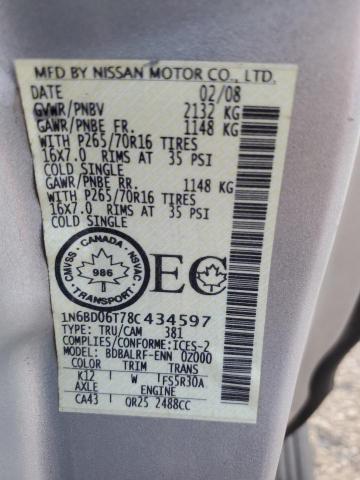 MFD BY NISSAN MOTOR CO., LTD.
DATE 02/08
GVWR/PNBV 2132 KG
GAWR/PNBE FR. 1148 KG
WITH P265/70R16 TIRES
16X7.0 RIMS AT 35 PSI
COLD SINGLE
GAWR/PNBE RR. 1148 KG
WITH P265/70R16 TIRES
16X7.0 RIMS AT 35 PSI
COLD SINGLE
CMVSS - CANADA - NSVAC
986
TRANSPORT
EC
1N6BD06T78C434597
TYPE: TRU/CAM 381
COMPLIES/CONFORME:ICES-2
MODEL: BDBALRF-ENN 0Z000
COLOR TRIM TRANS
K12 W FS5R30A
AXLE ENGINE
CA43 QR25 2488CC